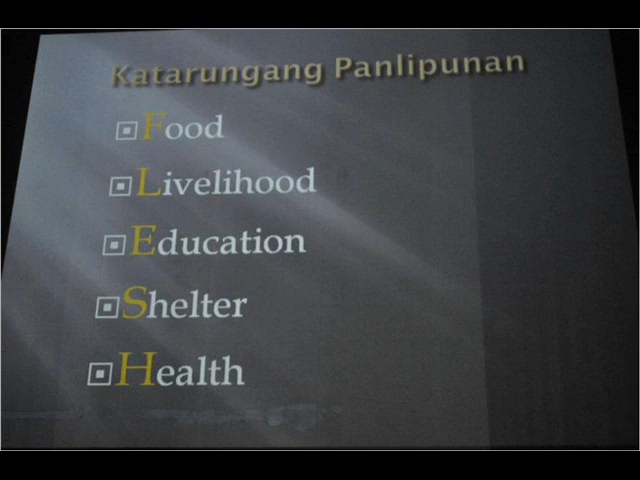 Katarungang Panlipunan
Food
Livelihood
Education
Shelter
Health